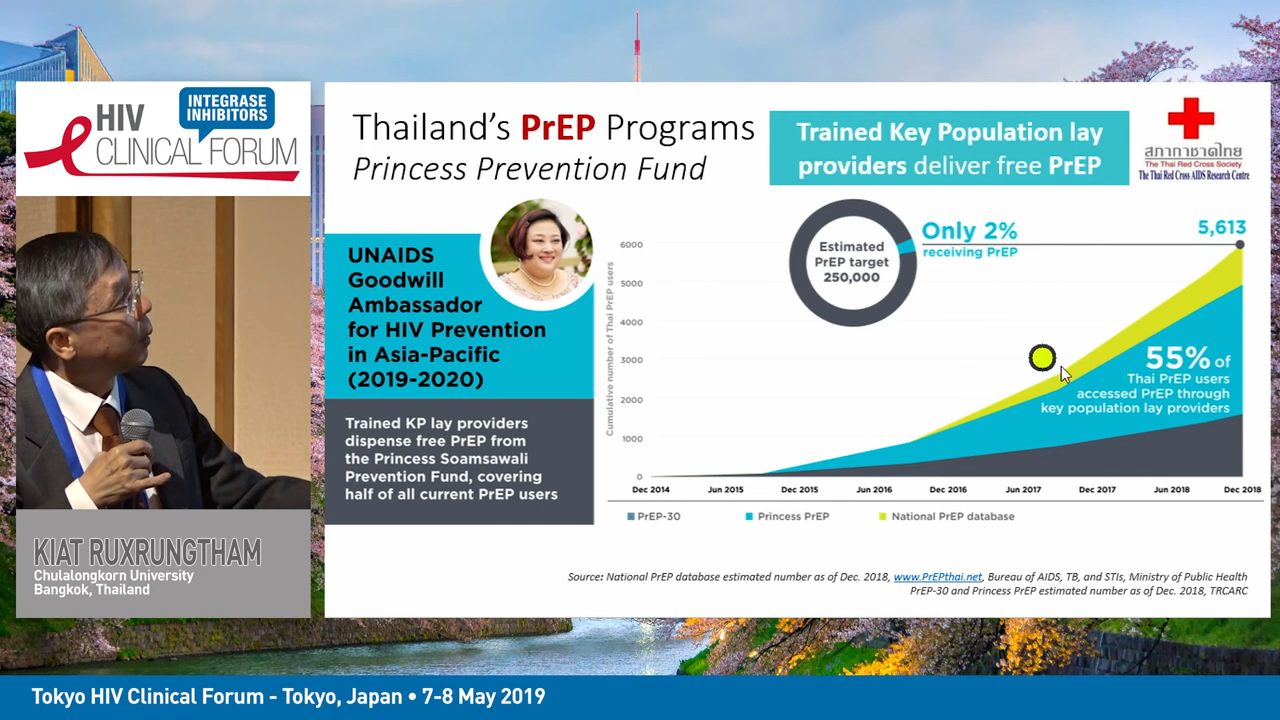 HIV
INTEGRASE
INHIBITORS
CLINICAL FORUM
KIAT RUXRUNGTHAM
Chulalongkorn University
Bangkok, Thailand
Thailand's PrEP Programs
Princess Prevention Fund
Trained Key Population lay
providers deliver free PrEP
สภากาชาดไทย
The Thai Red Cross Society
The Thai Red Cross AIDS Research Centre
UNAIDS
Goodwill
Ambassador
for HIV Prevention
in Asia-Pacific
(2019-2020)
Trained KP lay providers
dispense free PrEP from
the Princess Soamsawali
Prevention Fund, covering
half of all current PrEP users
Estimated
PrEP target
250,000
Only 2%
receiving PrEP
5,613
Cumulative number of Thai PrEP users
6000
5000
4000
3000
2000
1000
0
55% of
Thai PrEP users
accessed PrEP through
key population lay providers
Dec 2014 Jun 2015 Dec 2015 Jun 2016 Dec 2016 Jun 2017 Dec 2017 Jun 2018 Dec 2018
PrEP-30 Princess PrEP National PrEP database
Source: National PrEP database estimated number as of Dec. 2018, www.PrEPthai.net, Bureau of AIDS, TB, and STIs, Ministry of Public Health
PrEP-30 and Princess PrEP estimated number as of Dec. 2018, TRCARC
Tokyo HIV Clinical Forum - Tokyo, Japan • 7-8 May 2019